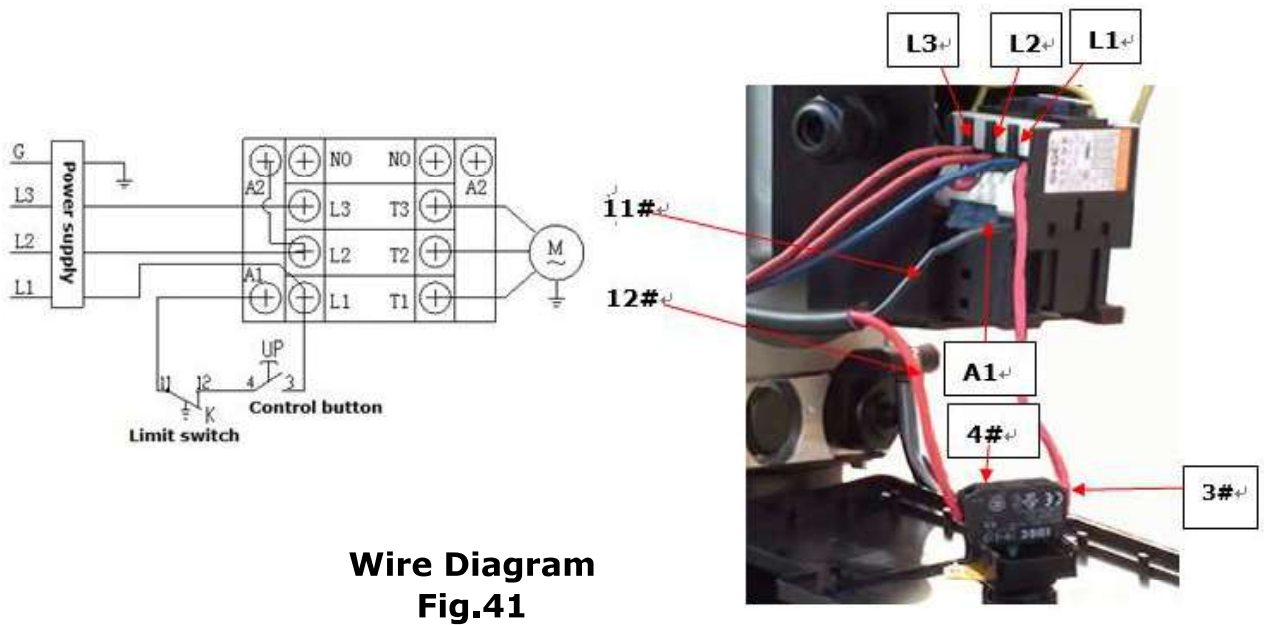 G
L3
L2
L1
Power supply
A2
NO NO
A2
L3 T3
L2 T2
A1
L1 T1
M
~
UP
11 12 4 3
K
Control button
Limit switch
L3
L2
L1
11#
12#
A1
4#
3#
CE
Wire Diagram
Fig.41